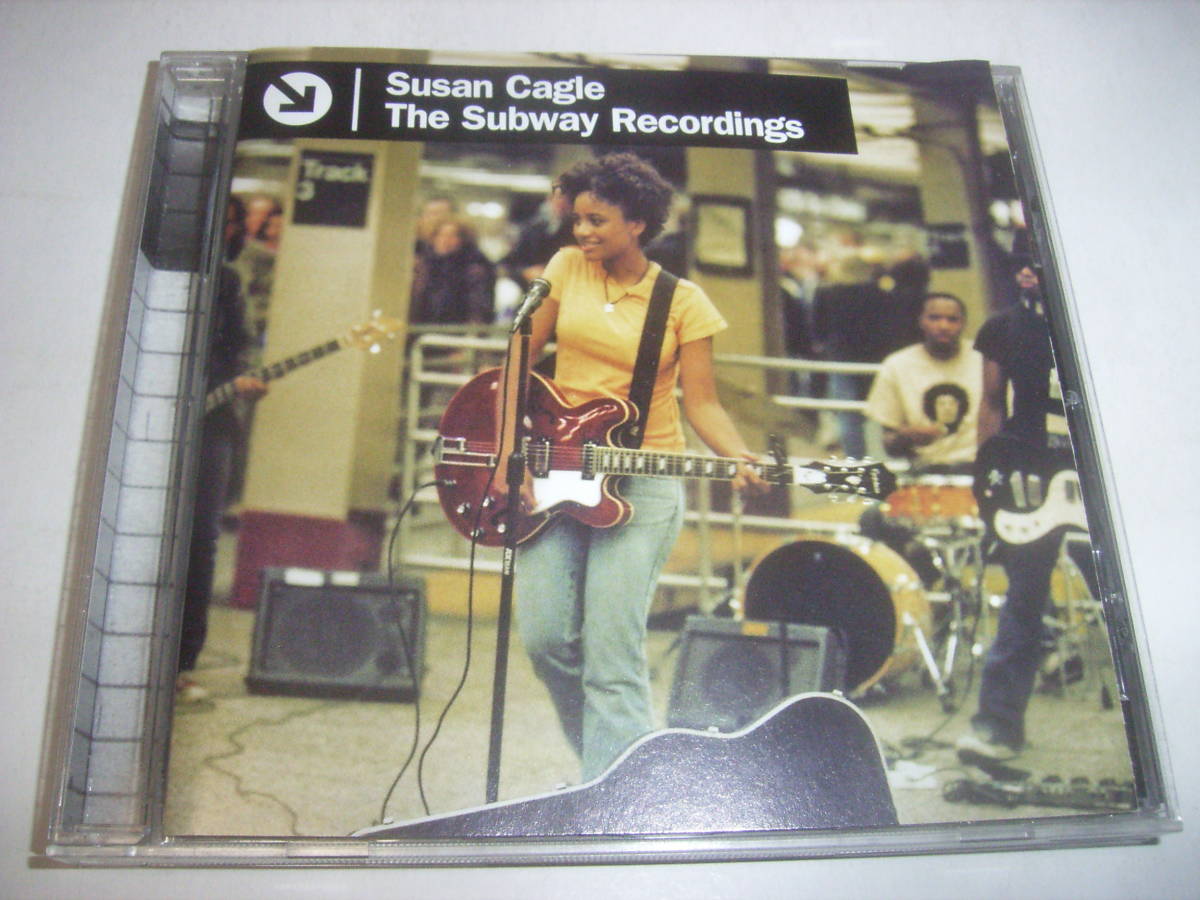 Susan Cagle
The Subway Recordings
Track
3